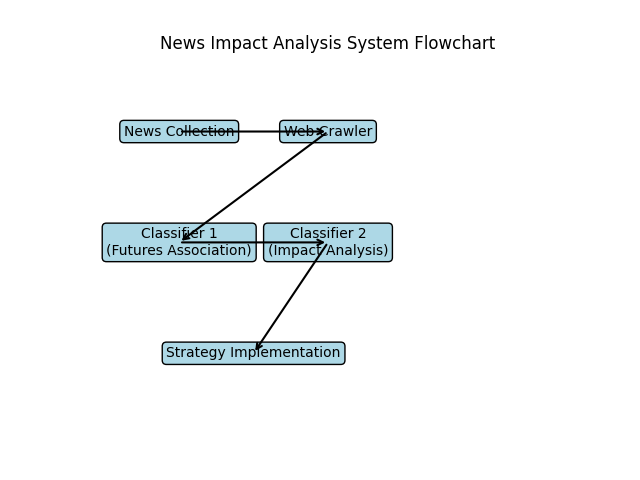 News Impact Analysis System Flowchart
News Collection
Web Crawler
Classifier 1
(Futures Association)
Classifier 2
(Impact Analysis)
Strategy Implementation